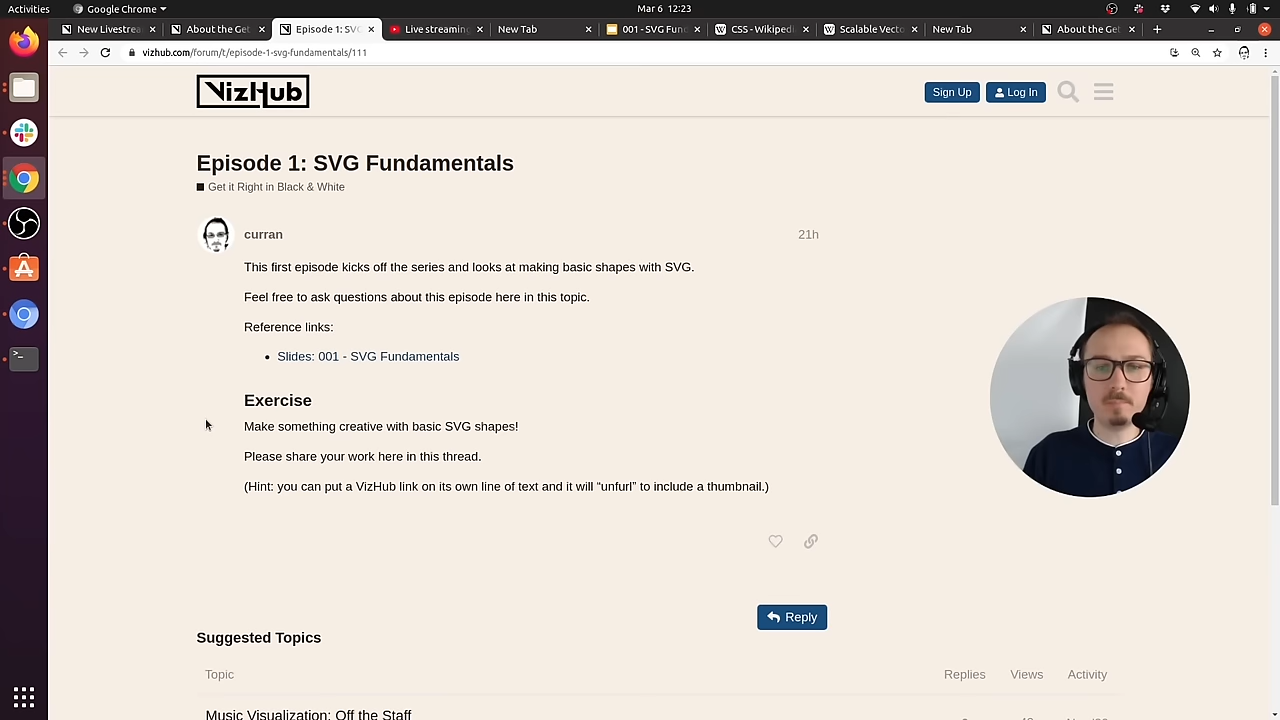 Activities
Google Chrome
Mar 6 12:23
New Livestrea
About the Get
Episode 1: SVG
Live streaming
New Tab
001 - SVG Fun
CSS - Wikiped
Scalable Vecto
New Tab
About the Get
vizhub.com/forum/t/episode-1-svg-fundamentals/111
VizHub
Sign Up
Log In
Episode 1: SVG Fundamentals
Get it Right in Black & White
curran
21h
This first episode kicks off the series and looks at making basic shapes with SVG.
Feel free to ask questions about this episode here in this topic.
Reference links:
• Slides: 001 - SVG Fundamentals
Exercise
Make something creative with basic SVG shapes!
Please share your work here in this thread.
(Hint: you can put a VizHub link on its own line of text and it will “unfurl” to include a thumbnail.)
Reply
Suggested Topics
Topic
Replies
Views
Activity
Music Visualization: Off the Staff